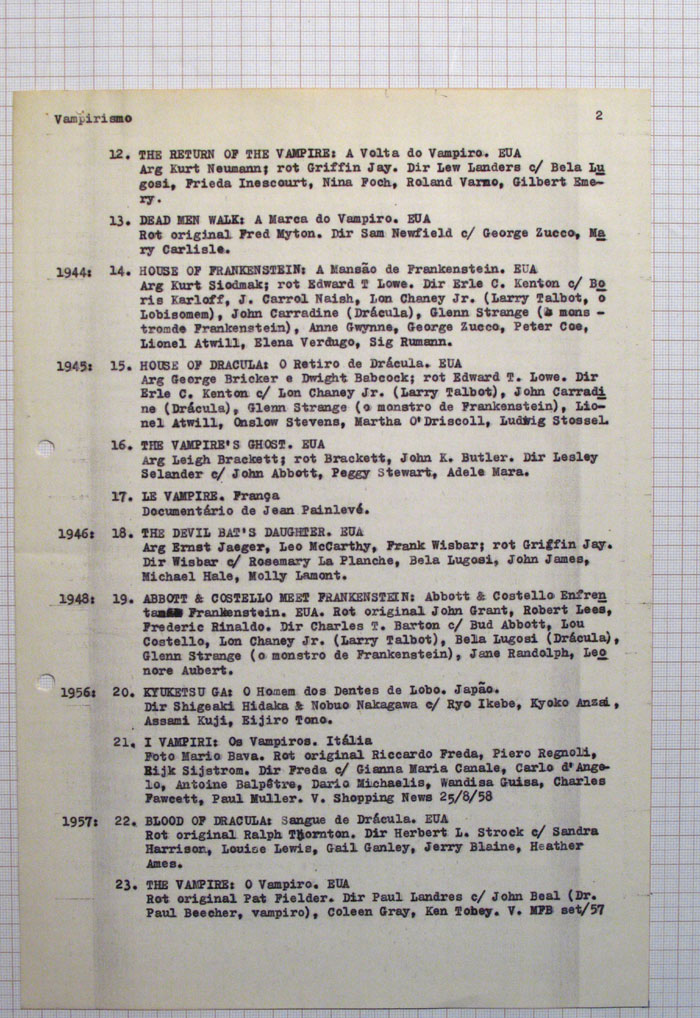 Vampirismo 2
12. THE RETURN OF THE VAMPIRE: A Volta do Vampiro. EUA
Arg Kurt Neumann; rot Griffin Jay. Dir Lew Landers c/ Bela Lu
gosi, Frieda Inescourt, Nina Foch, Roland Varno, Gilbert Eme-
ry.
13. DEAD MEN WALK: A Marca do Vampiro. EUA
Rot original Fred Myton. Dir Sam Newfield c/ George Zucco, Ma
ry Carlisle.
1944: 14. HOUSE OF FRANKENSTEIN: A Mansão de Frankenstein. EUA
Arg Kurt Siodmak; rot Edward T Lowe. Dir Erle C. Kenton c/ Bo
ris Karloff, J. Carrol Naish, Lon Chaney Jr. (Larry Talbot, o
Lobisomem), John Carradine (Drácula), Glenn Strange (o mons -
tromde Frankenstein), Anne Gwynne, George Zucco, Peter Coe,
Lionel Atwill, Elena Verdugo, Sig Rumann.
1945: 15. HOUSE OF DRACULA: O Retiro de Drácula. EUA
Arg George Bricker e Dwight Babcock; rot Edward T. Lowe. Dir
Erle C. Kenton c/ Lon Chaney Jr. (Larry Talbot), John Carradi
ne (Drácula), Glenn Strange (o monstro de Frankenstein), Lio-
nel Atwill, Onslow Stevens, Martha O'Driscoll, Ludwig Stossel.
16. THE VAMPIRE'S GHOST. EUA
Arg Leigh Brackett; rot Brackett, John K. Butler. Dir Lesley
Selander c/ John Abbott, Peggy Stewart, Adele Mara.
17. LE VAMPIRE. França
Documentário de Jean Painlevé.
1946: 18. THE DEVIL BAT'S DAUGHTER. EUA
Arg Ernst Jaeger, Leo McCarthy, Frank Wisbar; rot Griffin Jay.
Dir Wisbar c/ Rosemary La Planche, Bela Lugosi, John James,
Michael Hale, Molly Lamont.
1948: 19. ABBOTT & COSTELLO MEET FRANKENSTEIN: Abbott & Costello Enfren
tam Frankenstein. EUA. Rot original John Grant, Robert Lees,
Frederic Rinaldo. Dir Charles T. Barton c/ Bud Abbott, Lou
Costello, Lon Chaney Jr. (Larry Talbot), Bela Lugosi (Drácula),
Glenn Strange (o monstro de Frankenstein), Jane Randolph, Leo
nore Aubert.
1956: 20. KYUKETSU GA: O Homem dos Dentes de Lobo. Japão.
Dir Shigeaki Hidaka & Nobuo Nakagawa c/ Ryo Ikebe, Kyoko Anzai,
Assami Kuji, Eijiro Tono.
21. I VAMPIRI: Os Vampiros. Itália
Foto Mario Bava. Rot original Riccardo Freda, Piero Regnoli,
Rijk Sijstrom. Dir Freda c/ Gianna Maria Canale, Carlo d'Ange-
lo, Antoine Balpêtre, Dario Michaelis, Wandisa Guisa, Charles
Fawcett, Paul Muller. V. Shopping News 25/8/58
1957: 22. BLOOD OF DRACULA: Sangue de Drácula. EUA
Rot original Ralph Thornton. Dir Herbert L. Strock c/ Sandra
Harrison, Louise Lewis, Gail Ganley, Jerry Blaine, Heather
Ames.
23. THE VAMPIRE: O Vampiro. EUA
Rot original Pat Fielder. Dir Paul Landres c/ John Beal (Dr.
Paul Beecher, vampiro), Coleen Gray, Ken Tobey. V. MFB set/57